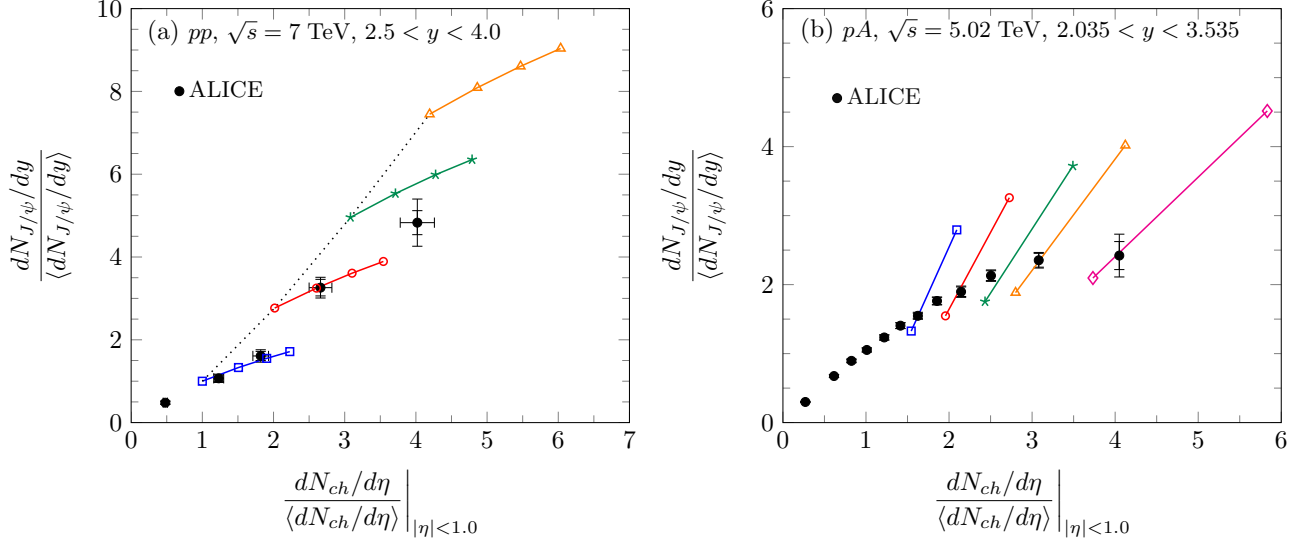 (a) pp, √s = 7 TeV, 2.5 < y < 4.0
ALICE
dN_{J/ψ}/dy
⟨dN_{J/ψ}/dy⟩
10
8
6
4
2
0
0 1 2 3 4 5 6 7
dN_{ch}/dη
⟨dN_{ch}/dη⟩ |_{|η|<1.0}
(b) pA, √s = 5.02 TeV, 2.035 < y < 3.535
ALICE
dN_{J/ψ}/dy
⟨dN_{J/ψ}/dy⟩
6
4
2
0
0 1 2 3 4 5 6
dN_{ch}/dη
⟨dN_{ch}/dη⟩ |_{|η|<1.0}